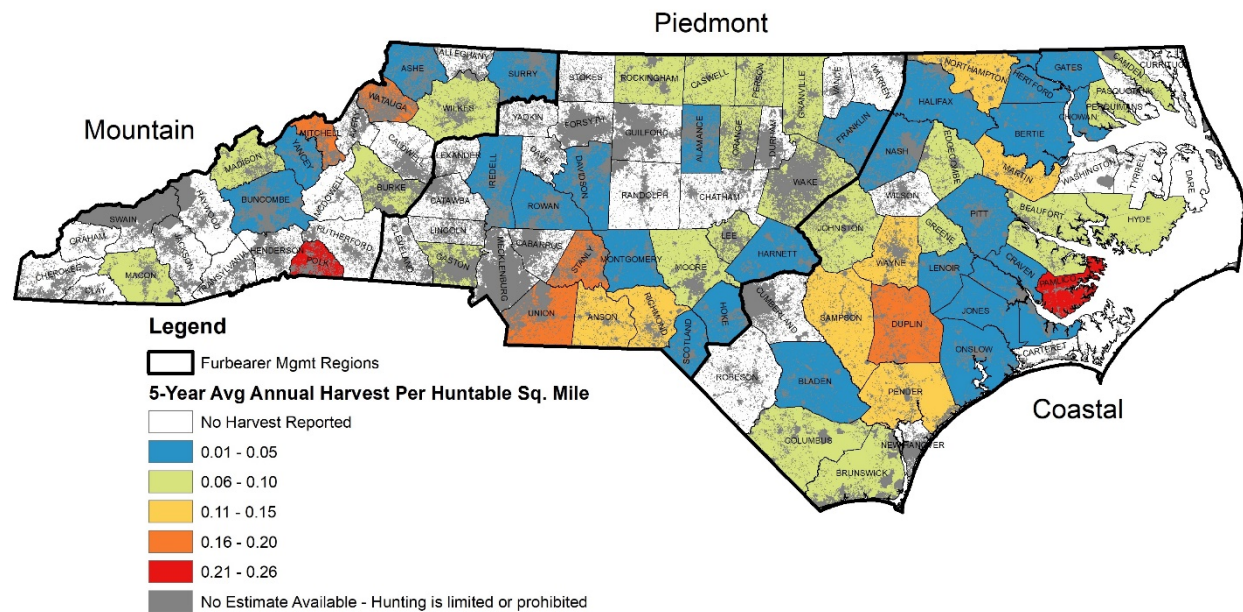 Piedmont
Mountain
Coastal
ALLEGHANY
ASHE
SURRY
STOKES
ROCKINGHAM
CASWELL
PERSON
GRANVILLE
VANCE
WARREN
NORTHAMPTON
HERTFORD
GATES
CAMDEN
CURRITUCK
PASQUOTANK
PERQUIMANS
CHOWAN
WATAUGA
WILKES
YADKIN
FORSYTH
GUILFORD
ALAMANCE
ORANGE
DURHAM
FRANKLIN
HALIFAX
BERTIE
MITCHELL
AVERY
CALDWELL
ALEXANDER
DAVIE
NASH
EDGECOMBE
MARTIN
WASHINGTON
TYRRELL
DARE
MADISON
YANCEY
BURKE
IREDELL
DAVIDSON
RANDOLPH
CHATHAM
WAKE
WILSON
PITT
BEAUFORT
HYDE
SWAIN
HAYWOOD
BUNCOMBE
MCDOWELL
CATAWBA
ROWAN
LINCOLN
JOHNSTON
GREENE
GRAHAM
JACKSON
HENDERSON
RUTHERFORD
CLEVELAND
GASTON
MECKLENBURG
CABARRUS
STANLY
MONTGOMERY
MOORE
LEE
HARNETT
WAYNE
LENOIR
CRAVEN
PAMLICO
CHEROKEE
CLAY
MACON
TRANSYLVANIA
POLK
UNION
ANSON
RICHMOND
SCOTLAND
HOKE
CUMBERLAND
SAMPSON
DUPLIN
JONES
ONSLOW
CARTERET
ROBESON
BLADEN
PENDER
COLUMBUS
BRUNSWICK
NEW HANOVER
Legend
Furbearer Mgmt Regions
5-Year Avg Annual Harvest Per Huntable Sq. Mile
No Harvest Reported
0.01 - 0.05
0.06 - 0.10
0.11 - 0.15
0.16 - 0.20
0.21 - 0.26
No Estimate Available - Hunting is limited or prohibited